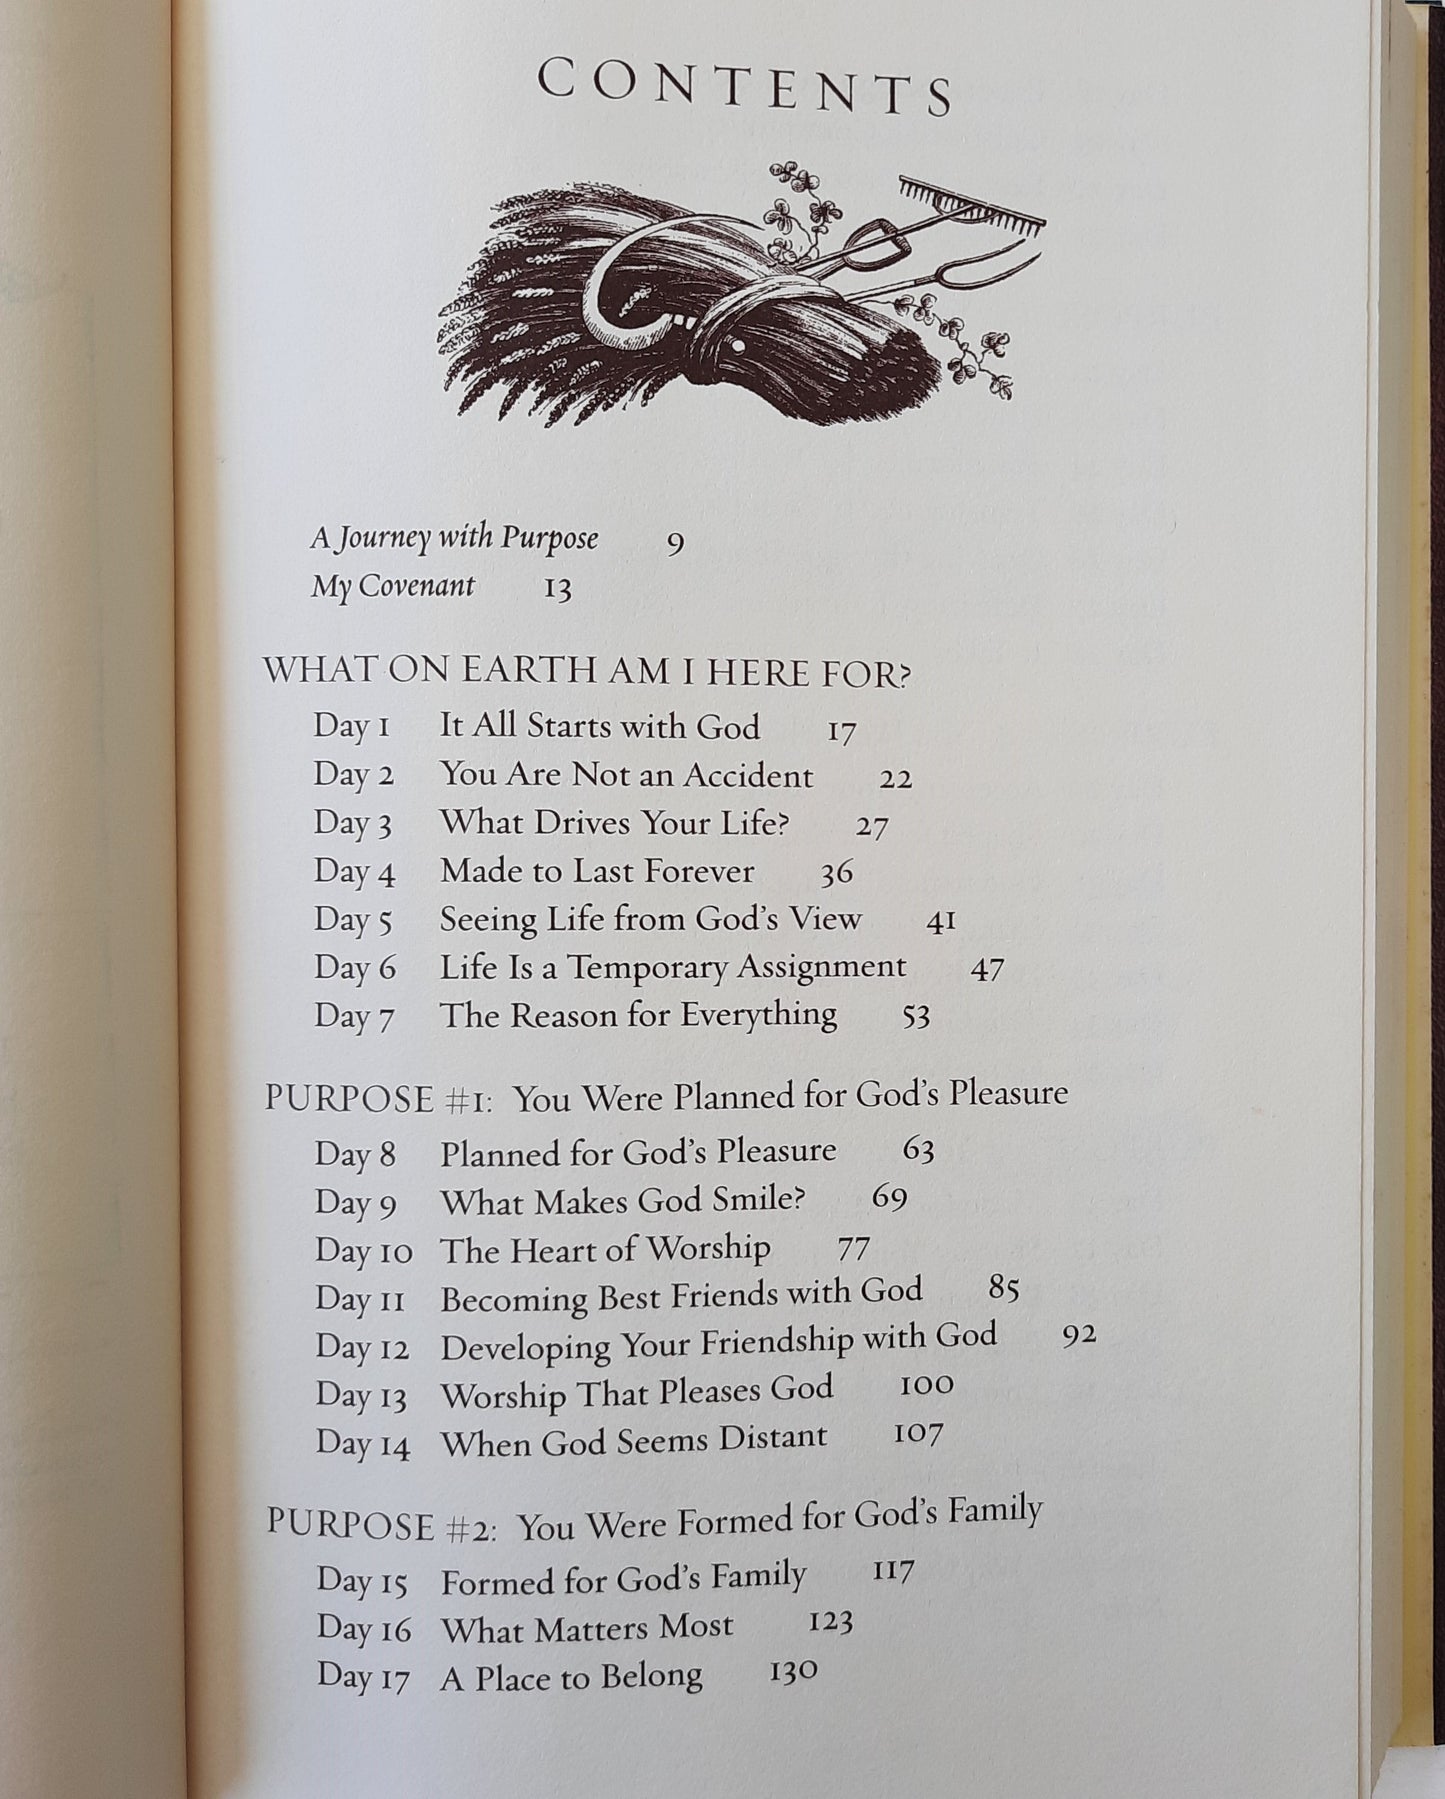 CONTENTS
A Journey with Purpose 9
My Covenant 13
WHAT ON EARTH AM I HERE FOR?
Day 1 It All Starts with God 17
Day 2 You Are Not an Accident 22
Day 3 What Drives Your Life? 27
Day 4 Made to Last Forever 36
Day 5 Seeing Life from God's View 41
Day 6 Life Is a Temporary Assignment 47
Day 7 The Reason for Everything 53
PURPOSE #1: You Were Planned for God's Pleasure
Day 8 Planned for God's Pleasure 63
Day 9 What Makes God Smile? 69
Day 10 The Heart of Worship 77
Day 11 Becoming Best Friends with God 85
Day 12 Developing Your Friendship with God 92
Day 13 Worship That Pleases God 100
Day 14 When God Seems Distant 107
PURPOSE #2: You Were Formed for God's Family
Day 15 Formed for God's Family 117
Day 16 What Matters Most 123
Day 17 A Place to Belong 130